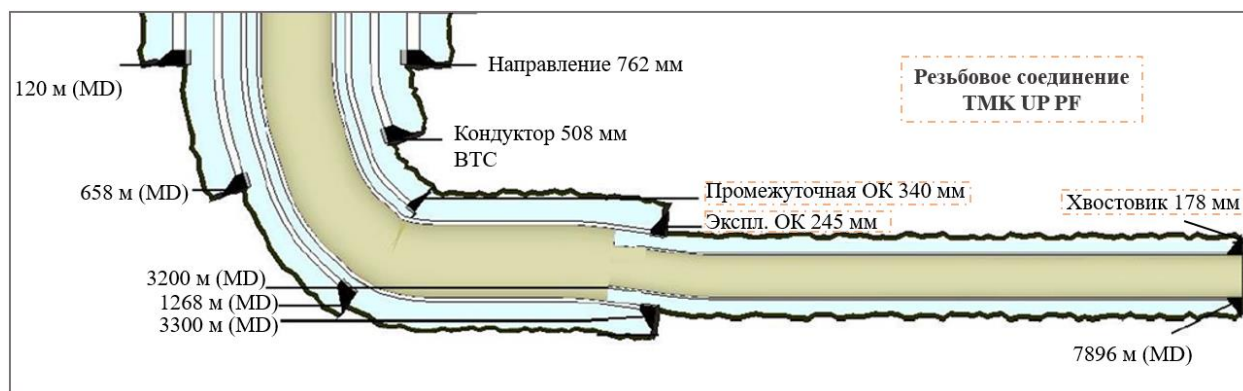 120 м (MD)
Направление 762 мм
Резьбовое соединение
TMK UP PF
Кондуктор 508 мм
BTC
658 м (MD)
Промежуточная ОК 340 мм
Экспл. ОК 245 мм
Хвостовик 178 мм
3200 м (MD)
1268 м (MD)
3300 м (MD)
7896 м (MD)